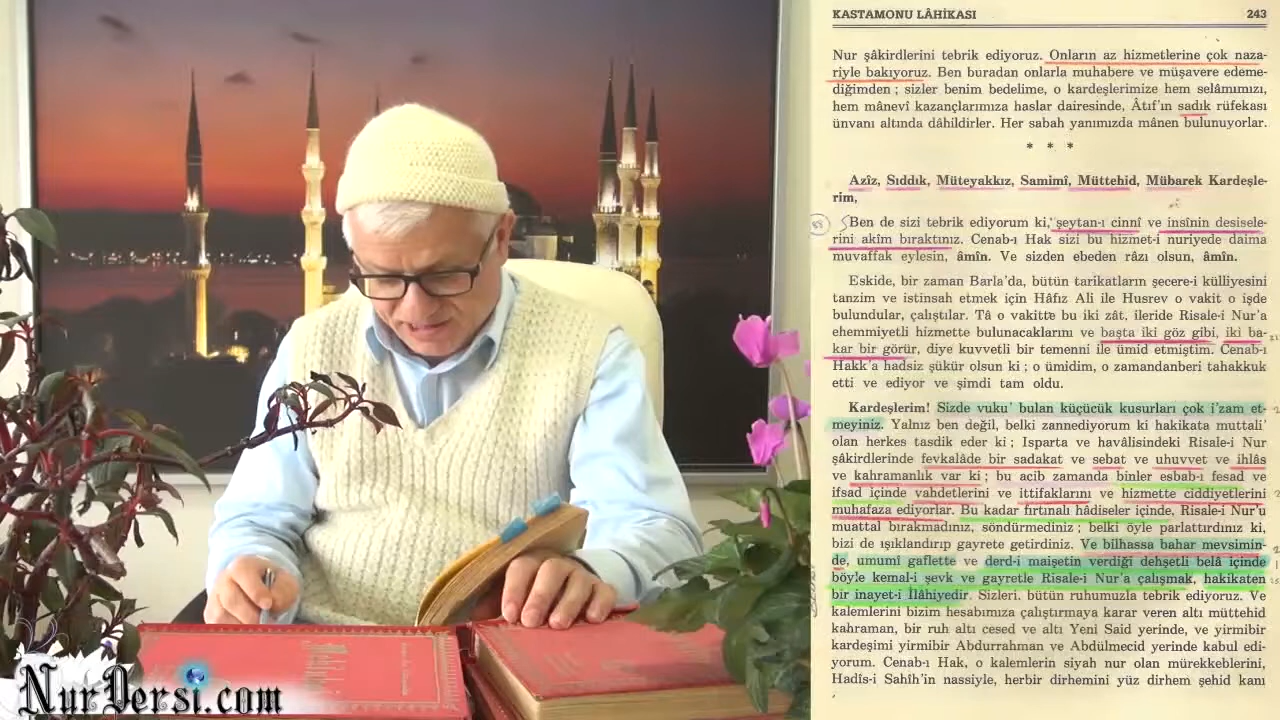 KASTAMONU LÂHİKASI 243
Nur şâkirdlerini tebrik ediyoruz. Onların az hizmetlerine çok naza-
riyle bakıyoruz. Ben buradan onlarla muhabere ve müşavere edeme-
diğimden ; sizler benim bedelime, o kardeşlerimize hem selâmımızı,
hem mânevî kazançlarımıza haslar dairesinde, Âtıf'ın sadık rüfekası
ünvanı altında dâhildirler. Her sabah yanımızda mânen bulunuyorlar.
* * *
Azîz, Sıddık, Müteyakkız, Samimî, Müttehid, Mübarek Kardeşle-
rim,
Ben de sizi tebrik ediyorum ki, şeytan-ı cinnî ve insînin desisele-
rini akîm bıraktınız. Cenab-ı Hak sizi bu hizmet-i nuriyede daima
muvaffak eylesin, âmîn. Ve sizden ebeden râzı olsun, âmîn.
Eskide, bir zaman Barla'da, bütün tarikatların şecere-i külliyesini
tanzim ve istinsah etmek için Hâfız Ali ile Husrev o vakit o işde
bulundular, çalıştılar. Tâ o vakitte bu iki zât, ileride Risale-i Nur'a
ehemmiyetli hizmette bulunacaklarını ve başta iki göz gibi, iki ba-
kar bir görür, diye kuvvetli bir temenni ile ümid etmiştim. Cenab-ı
Hakk'a hadsiz şükür olsun ki ; o ümidim, o zamandanberi tahakkuk
etti ve ediyor ve şimdi tam oldu.
Kardeşlerim! Sizde vuku' bulan küçücük kusurları çok i'zam et-
meyiniz. Yalnız ben değil, belki zannediyorum ki hakikata muttali'
olan herkes tasdik eder ki ; Isparta ve havâlisindeki Risale-i Nur
şâkirdlerinde fevkalâde bir sadakat ve sebat ve uhuvvet ve ihlâs
ve kahramanlık var ki ; bu acib zamanda binler esbab-ı fesad ve
ifsad içinde vahdetlerini ve ittifaklarını ve hizmette ciddiyetlerini
muhafaza ediyorlar. Bu kadar fırtınalı hâdiseler içinde, Risale-i Nur'u
muattal bırakmadınız, söndürmediniz ; belki öyle parlattırdınız ki,
bizi de ışıklandırıp gayrete getirdiniz. Ve bilhassa bahar mevsimin-
de, umumî gaflette ve derd-i maişetin verdiği dehşetli belâ içinde
böyle kemal-i şevk ve gayretle Risale-i Nur'a çalışmak, hakikaten
bir inayet-i İlâhiyedir. Sizleri, bütün ruhumuzla tebrik ediyoruz. Ve
kalemlerini bizim hesabımıza çalıştırmaya karar veren altı müttehid
kahraman, bir ruh altı cesed ve altı Yeni Said yerinde, ve yirmibir
kardeşimi yirmibir Abdurrahman ve Abdülmecid yerinde kabul edi-
yorum. Cenab-ı Hak, o kalemlerin siyah nur olan mürekkeblerini,
Hadîs-i Sahîh'in nassiyle, herbir dirhemini yüz dirhem şehid kanı
NurDersi.com